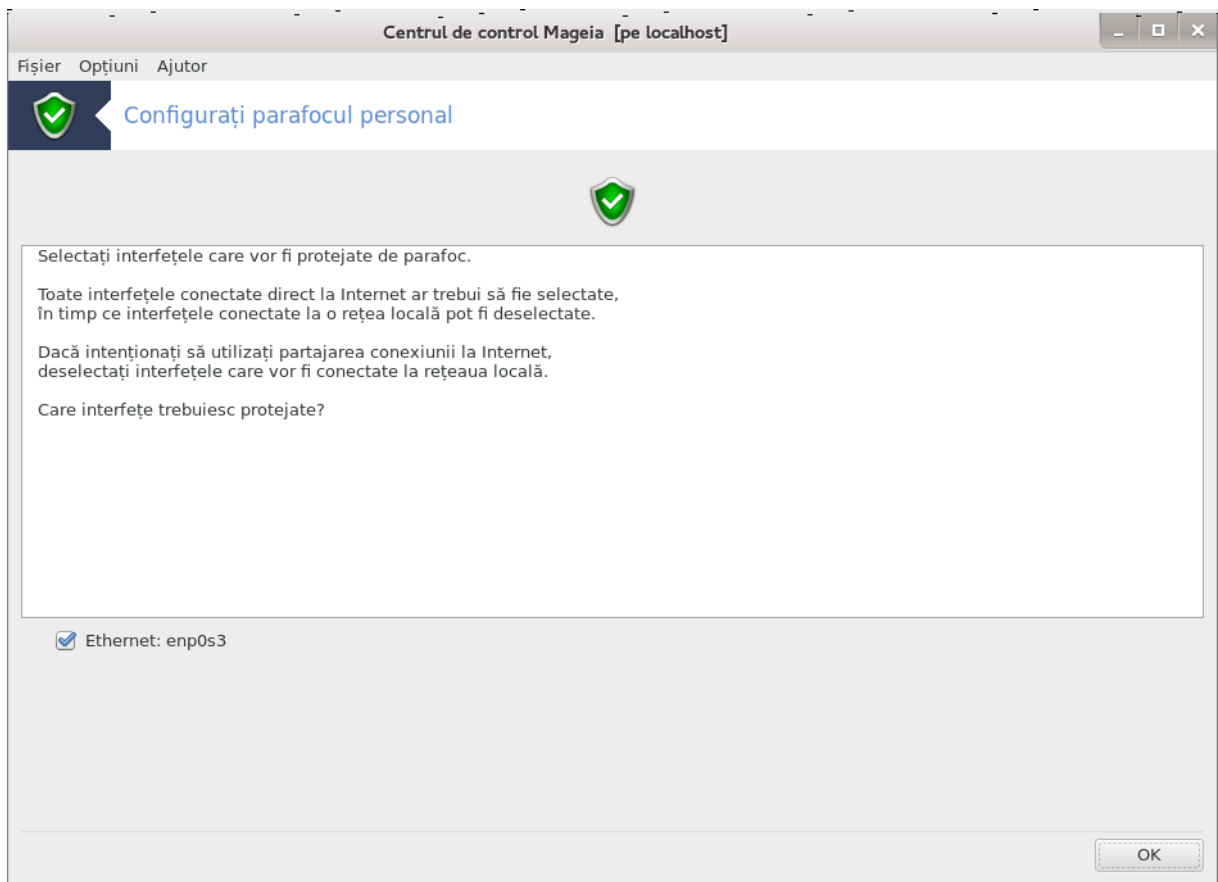 Centrul de control Mageia [pe localhost]
Fișier Opțiuni Ajutor
Configurați parafocul personal
Selectați interfețele care vor fi protejate de parafoc.
Toate interfețele conectate direct la Internet ar trebui să fie selectate,
în timp ce interfețele conectate la o rețea locală pot fi deselectate.
Dacă intenționați să utilizați partajarea conexiunii la Internet,
deselectați interfețele care vor fi conectate la rețeaua locală.
Care interfețe trebuiesc protejate?
Ethernet: enp0s3
OK